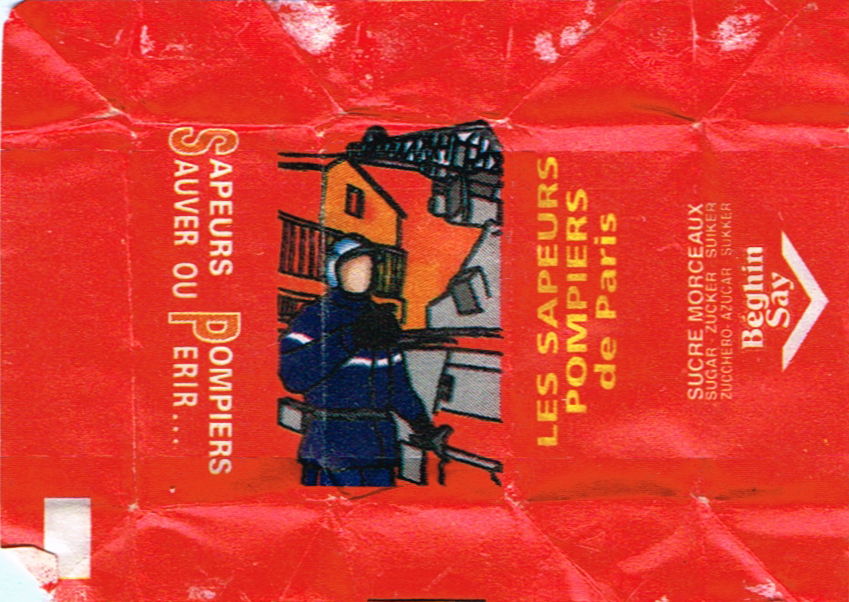 SAPEURS POMPIERS
SAUVER OU PERIR...
LES SAPEURS
POMPIERS
de Paris
SUCRE MORCEAUX
SUGAR - ZUCKER SUIKER
ZUCCHERO-AZUCAR SUKKER
Béghin
Say